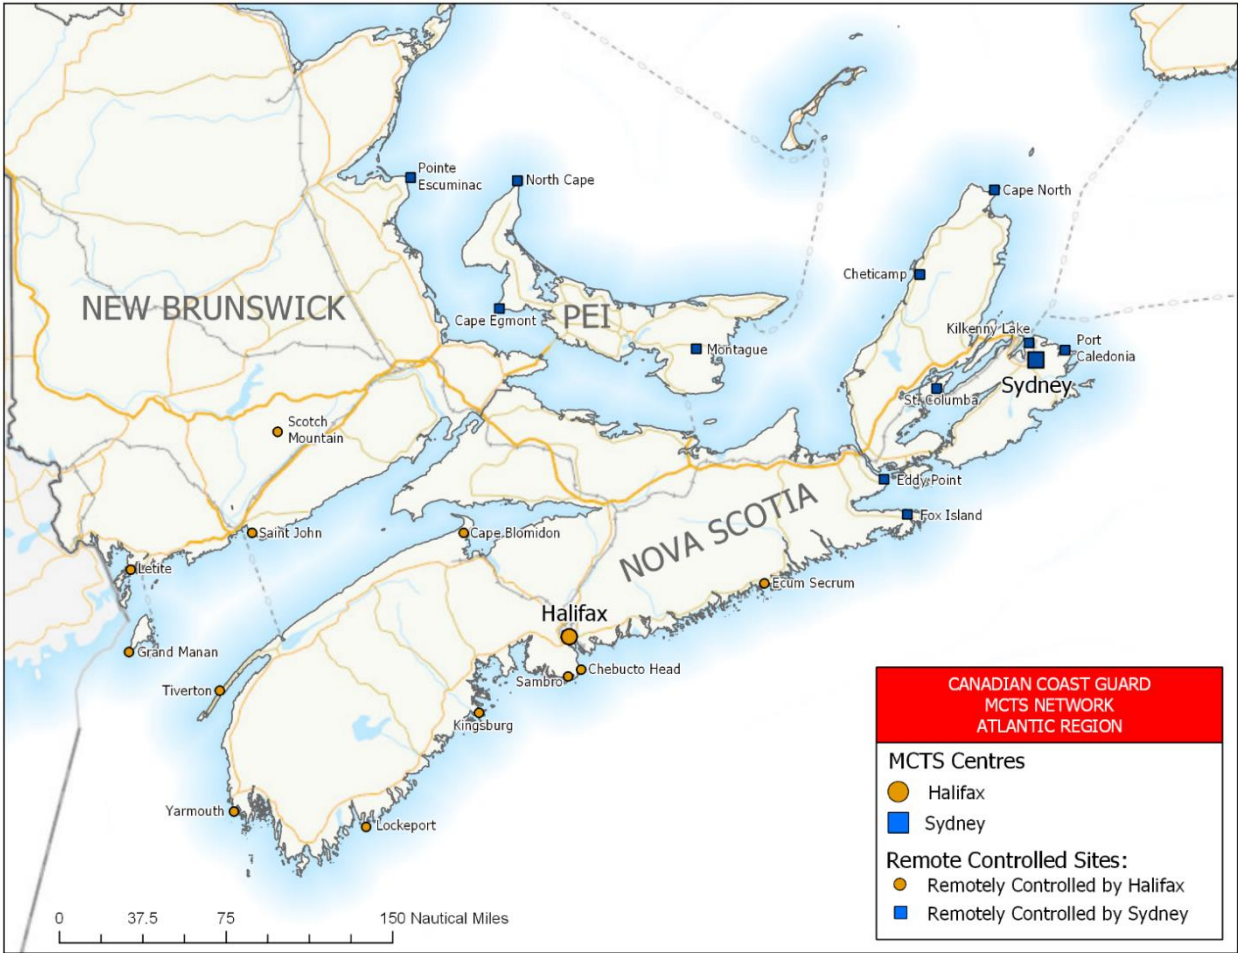 Pointe
Escuminac
North Cape
Cape North
Cheticamp
NEW BRUNSWICK
Cape Egmont
PEI
Kilkenny Lake
Port
Caledonia
Montague
Sydney
St. Columba
Scotch
Mountain
Eddy Point
Fox Island
Saint John
Cape Blomidon
NOVA SCOTIA
Letite
Ecum Secrum
Halifax
Grand Manan
Chebucto Head
Sambro
Tiverton
Kingsburg
Yarmouth
Lockeport
CANADIAN COAST GUARD
MCTS NETWORK
ATLANTIC REGION
MCTS Centres
Halifax
Sydney
Remote Controlled Sites:
Remotely Controlled by Halifax
Remotely Controlled by Sydney
0 37.5 75 150 Nautical Miles